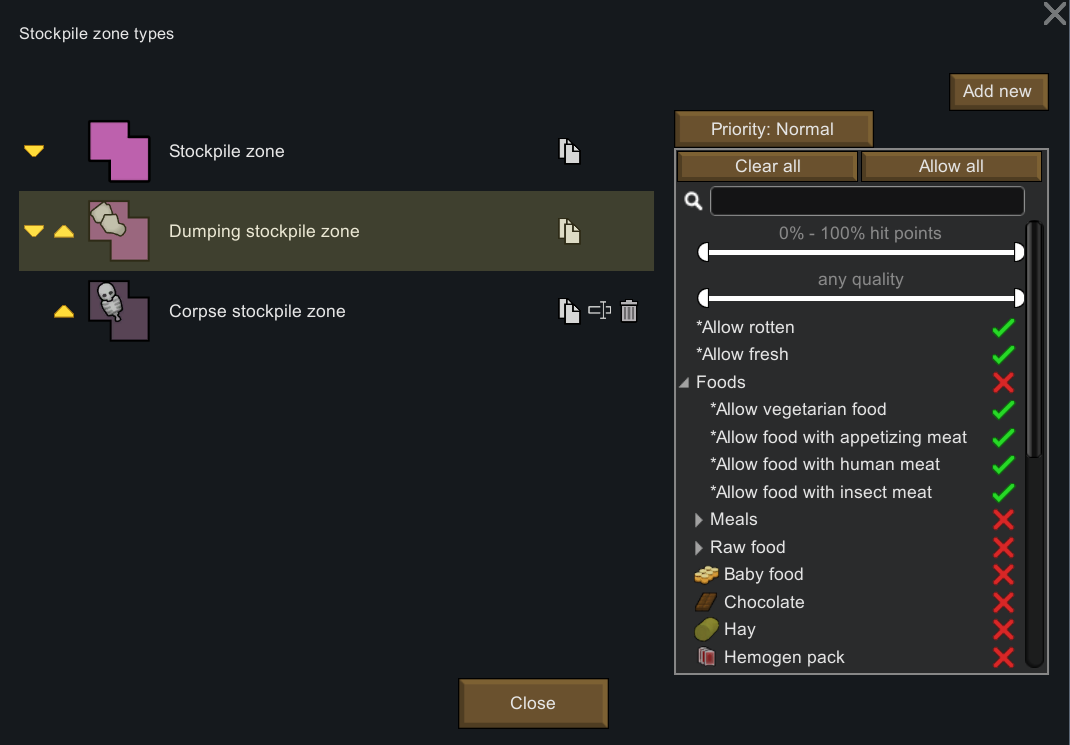 Stockpile zone types
Add new
Stockpile zone
Dumping stockpile zone
Corpse stockpile zone
Priority: Normal
Clear all
Allow all
0% - 100% hit points
any quality
*Allow rotten
*Allow fresh
Foods
*Allow vegetarian food
*Allow food with appetizing meat
*Allow food with human meat
*Allow food with insect meat
Meals
Raw food
Baby food
Chocolate
Hay
Hemogen pack
Close